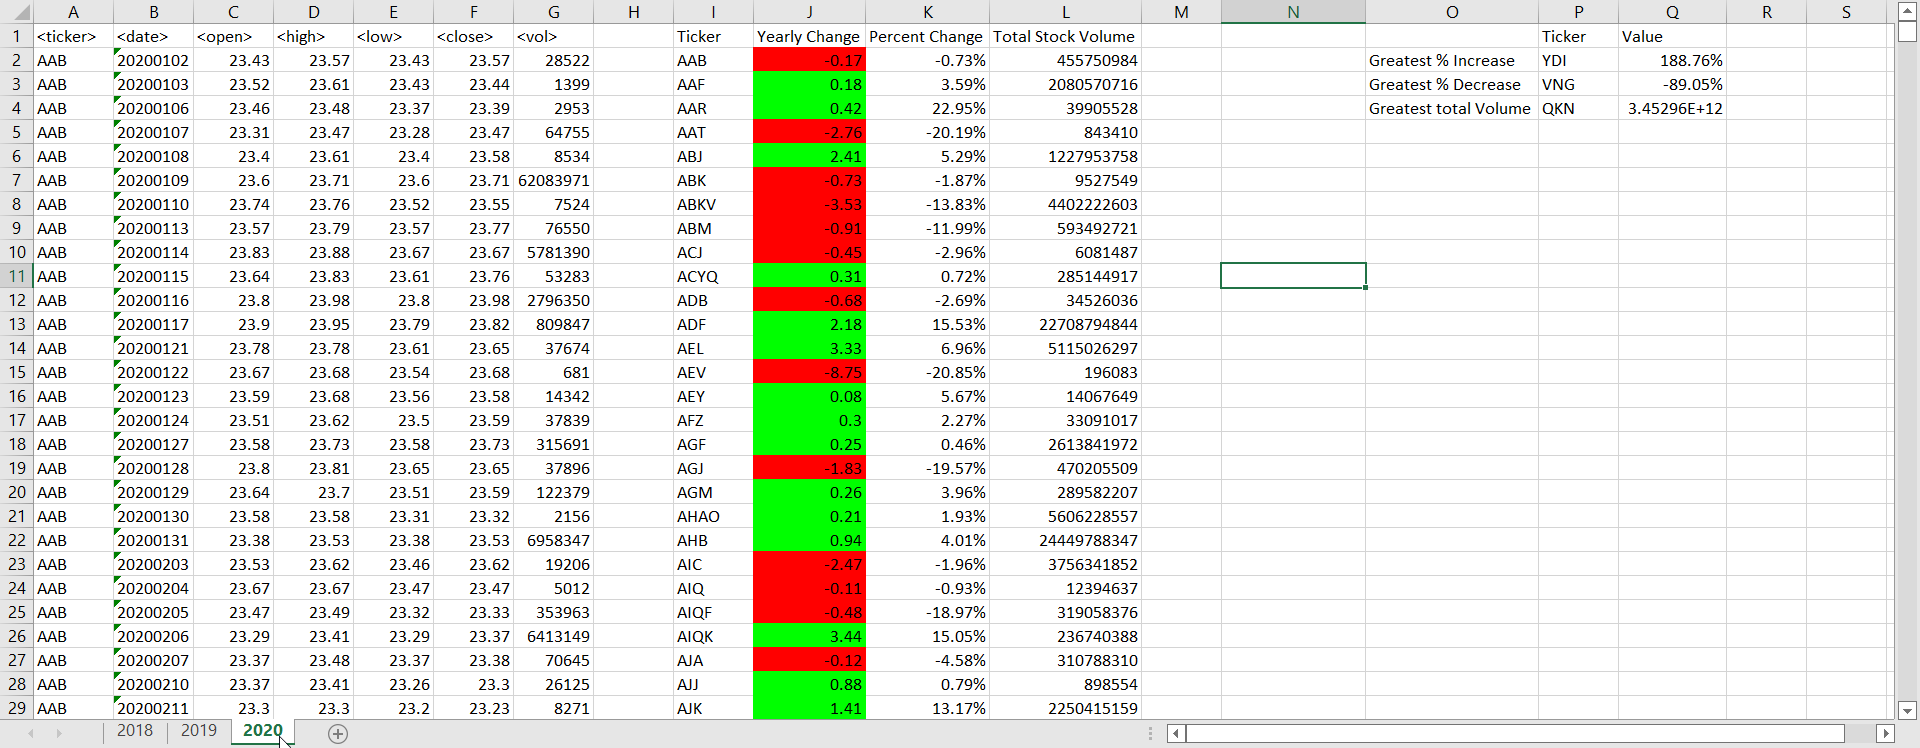 A B C D E F G H I J K L M N O P Q R S
1 <ticker> <date> <open> <high> <low> <close> <vol> Ticker Yearly Change Percent Change Total Stock Volume Ticker Value
2 AAB 20200102 23.43 23.57 23.43 23.57 28522 AAB -0.17 -0.73% 455750984 Greatest % Increase YDI 188.76%
3 AAB 20200103 23.52 23.61 23.43 23.44 1399 AAF 0.18 3.59% 2080570716 Greatest % Decrease VNG -89.05%
4 AAB 20200106 23.46 23.48 23.37 23.39 2953 AAR 0.42 22.95% 39905528 Greatest total Volume QKN 3.45296E+12
5 AAB 20200107 23.31 23.47 23.28 23.47 64755 AAT -2.76 -20.19% 843410
6 AAB 20200108 23.4 23.61 23.4 23.58 8534 ABJ 2.41 5.29% 1227953758
7 AAB 20200109 23.6 23.71 23.6 23.71 62083971 ABK -0.73 -1.87% 9527549
8 AAB 20200110 23.74 23.76 23.52 23.55 7524 ABKV -3.53 -13.83% 4402222603
9 AAB 20200113 23.57 23.79 23.57 23.77 76550 ABM -0.91 -11.99% 593492721
10 AAB 20200114 23.83 23.88 23.67 23.67 5781390 ACJ -0.45 -2.96% 6081487
11 AAB 20200115 23.64 23.83 23.61 23.76 53283 ACYQ 0.31 0.72% 285144917
12 AAB 20200116 23.8 23.98 23.8 23.98 2796350 ADB -0.68 -2.69% 34526036
13 AAB 20200117 23.9 23.95 23.79 23.82 809847 ADF 2.18 15.53% 22708794844
14 AAB 20200121 23.78 23.78 23.61 23.65 37674 AEL 3.33 6.96% 5115026297
15 AAB 20200122 23.67 23.68 23.54 23.68 681 AEV -8.75 -20.85% 196083
16 AAB 20200123 23.59 23.68 23.56 23.58 14342 AEY 0.08 5.67% 14067649
17 AAB 20200124 23.51 23.62 23.5 23.59 37839 AFZ 0.3 2.27% 33091017
18 AAB 20200127 23.58 23.73 23.58 23.73 315691 AGF 0.25 0.46% 2613841972
19 AAB 20200128 23.8 23.81 23.65 23.65 37896 AGJ -1.83 -19.57% 470205509
20 AAB 20200129 23.64 23.7 23.51 23.59 122379 AGM 0.26 3.96% 289582207
21 AAB 20200130 23.58 23.58 23.31 23.32 2156 AHAO 0.21 1.93% 5606228557
22 AAB 20200131 23.38 23.53 23.38 23.53 6958347 AHB 0.94 4.01% 24449788347
23 AAB 20200203 23.53 23.62 23.46 23.62 19206 AIC -2.47 -1.96% 3756341852
24 AAB 20200204 23.67 23.67 23.47 23.47 5012 AIQ -0.11 -0.93% 12394637
25 AAB 20200205 23.47 23.49 23.32 23.33 353963 AIQF -0.48 -18.97% 319058376
26 AAB 20200206 23.29 23.41 23.29 23.37 6413149 AIQK 3.44 15.05% 236740388
27 AAB 20200207 23.37 23.48 23.37 23.38 70645 AJA -0.12 -4.58% 310788310
28 AAB 20200210 23.37 23.41 23.26 23.3 26125 AJJ 0.88 0.79% 898554
29 AAB 20200211 23.3 23.3 23.2 23.23 8271 AJK 1.41 13.17% 2250415159
2018 2019 2020